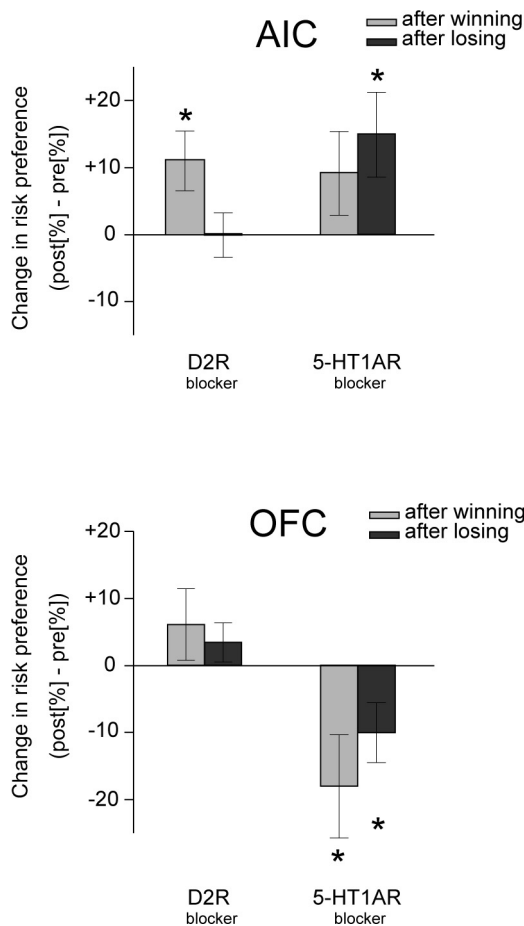 AIC
after winning
after losing
Change in risk preference
(post[%] - pre[%])
+20
+10
0
-10
*
*
D2R
blocker
5-HT1AR
blocker
OFC
after winning
after losing
Change in risk preference
(post[%] - pre[%])
+20
+10
0
-10
-20
*
*
D2R
blocker
5-HT1AR
blocker